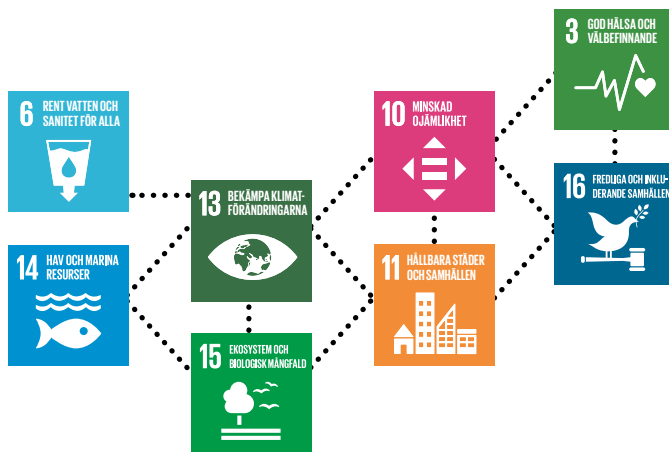 3 GOD HÄLSA OCH
VÄLBEFINNANDE
6 RENT VATTEN OCH
SANITET FÖR ALLA
10 MINSKAD
OJÄMLIKHET
16 FREDLIGA OCH INKLU-
DERANDE SAMHÄLLEN
13 BEKÄMPA KLIMAT-
FÖRÄNDRINGARNA
14 HAV OCH MARINA
RESURSER
11 HÅLLBARA STÄDER
OCH SAMHÄLLEN
15 EKOSYSTEM OCH
BIOLOGISK MÅNGFALD